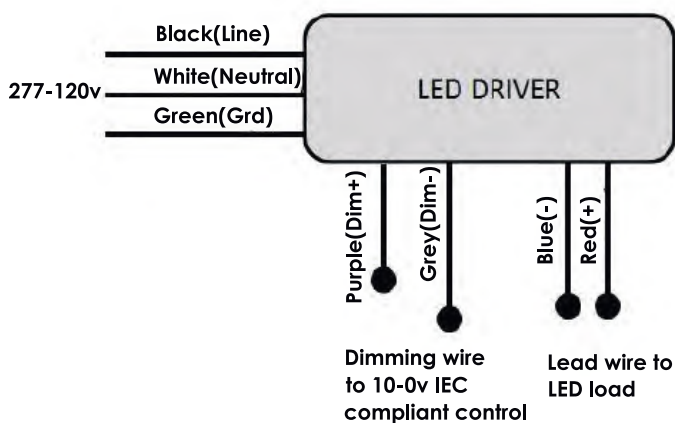 Black(Line)
White(Neutral)
277-120v
Green(Grd)
LED DRIVER
Purple(Dim+)
Grey(Dim-)
Blue(-)
Red(+)
Dimming wire
to 10-0v IEC
compliant control
Lead wire to
LED load